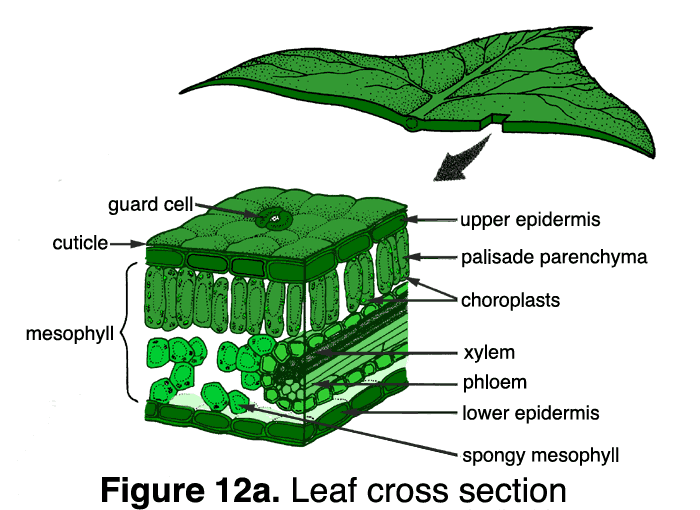 guard cell
cuticle
mesophyll
upper epidermis
palisade parenchyma
choroplasts
xylem
phloem
lower epidermis
spongy mesophyll
Figure 12a. Leaf cross section